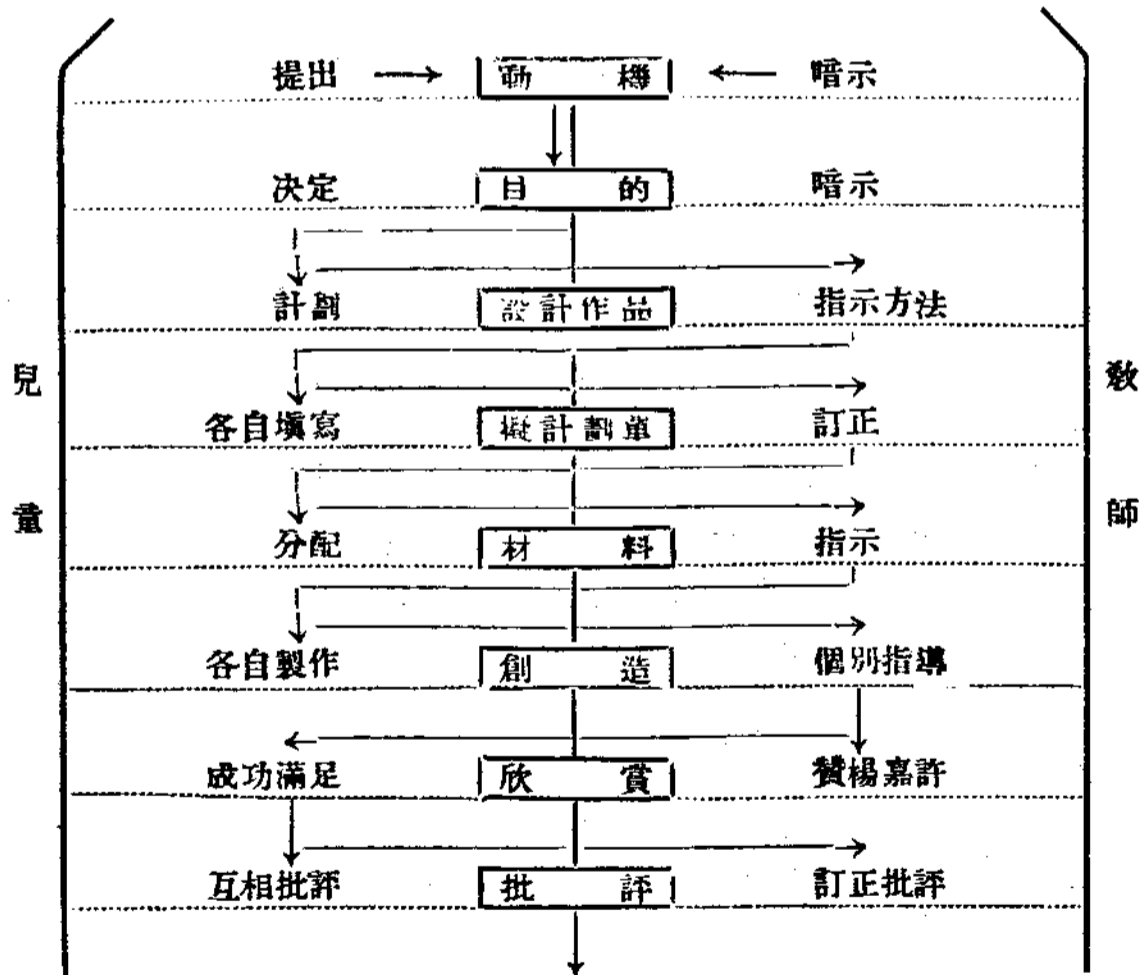 提出 動機 暗示
决定 目的 暗示
計劃 設計作品 指示方法
各自填寫 擬計劃單 訂正
分配 材料 指示
各自製作 創造 個別指導
成功滿足 欣賞 贊楊嘉許
互相批評 批評 訂正批評
兒量
教師